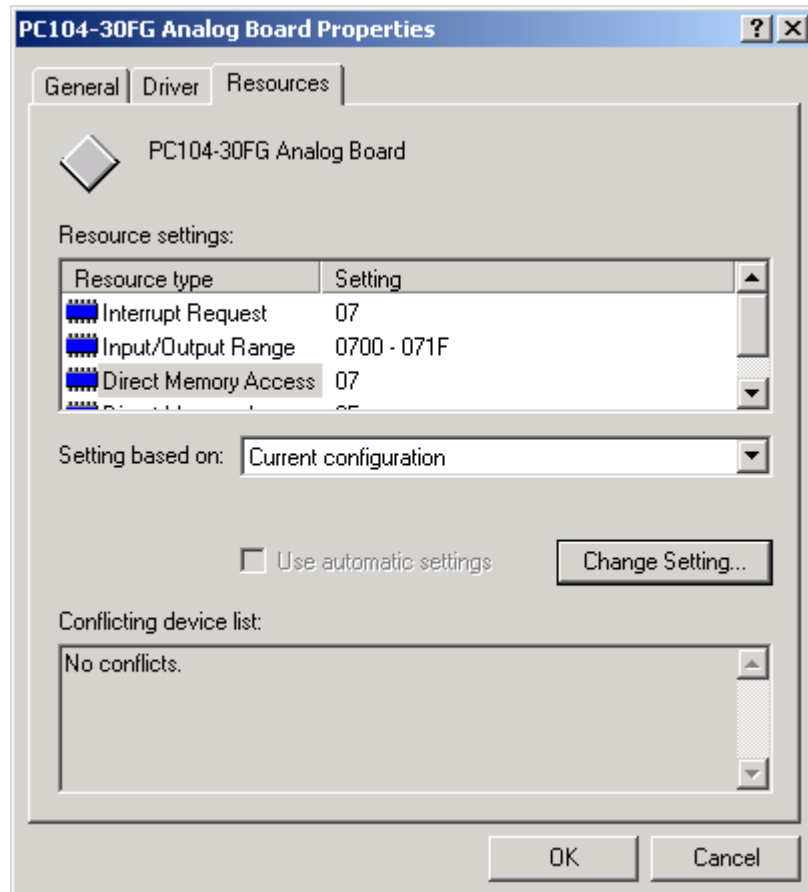 PC104-30FG Analog Board Properties
General Driver Resources
PC104-30FG Analog Board
Resource settings:
Resource type Setting
Interrupt Request 07
Input/Output Range 0700 - 071F
Direct Memory Access 07
Setting based on: Current configuration
Use automatic settings Change Setting...
Conflicting device list:
No conflicts.
OK Cancel